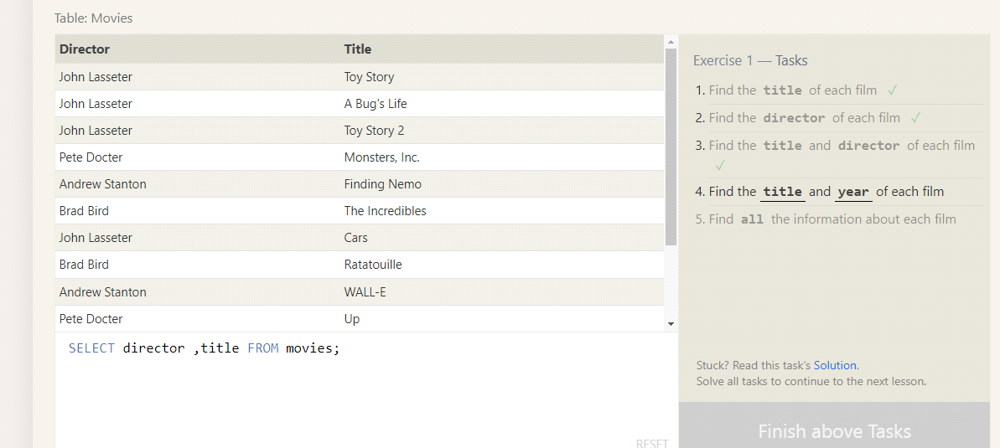 Table: Movies
Director Title
John Lasseter Toy Story
John Lasseter A Bug's Life
John Lasseter Toy Story 2
Pete Docter Monsters, Inc.
Andrew Stanton Finding Nemo
Brad Bird The Incredibles
John Lasseter Cars
Brad Bird Ratatouille
Andrew Stanton WALL-E
Pete Docter Up
SELECT director ,title FROM movies;
RESET
Exercise 1 — Tasks
1. Find the title of each film ✓
2. Find the director of each film ✓
3. Find the title and director of each film
✓
4. Find the title and year of each film
5. Find all the information about each film
Stuck? Read this task's Solution.
Solve all tasks to continue to the next lesson.
Finish above Tasks